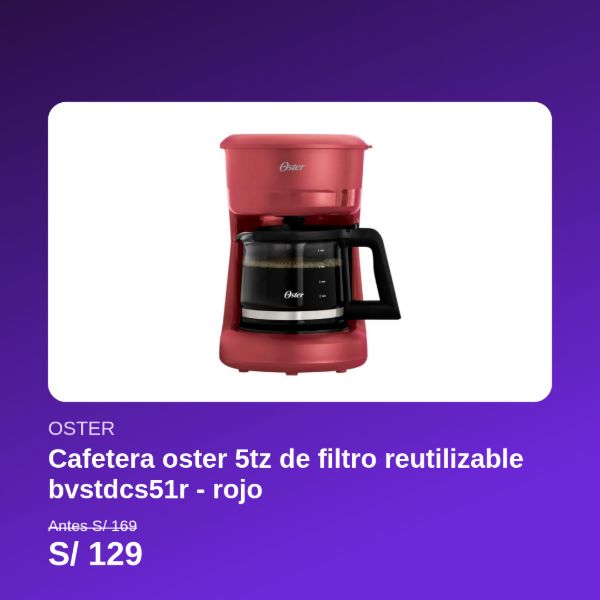 Oster
Oster
OSTER
Cafetera oster 5tz de filtro reutilizable
bvstdcs51r - rojo
Antes S/ 169
S/ 129